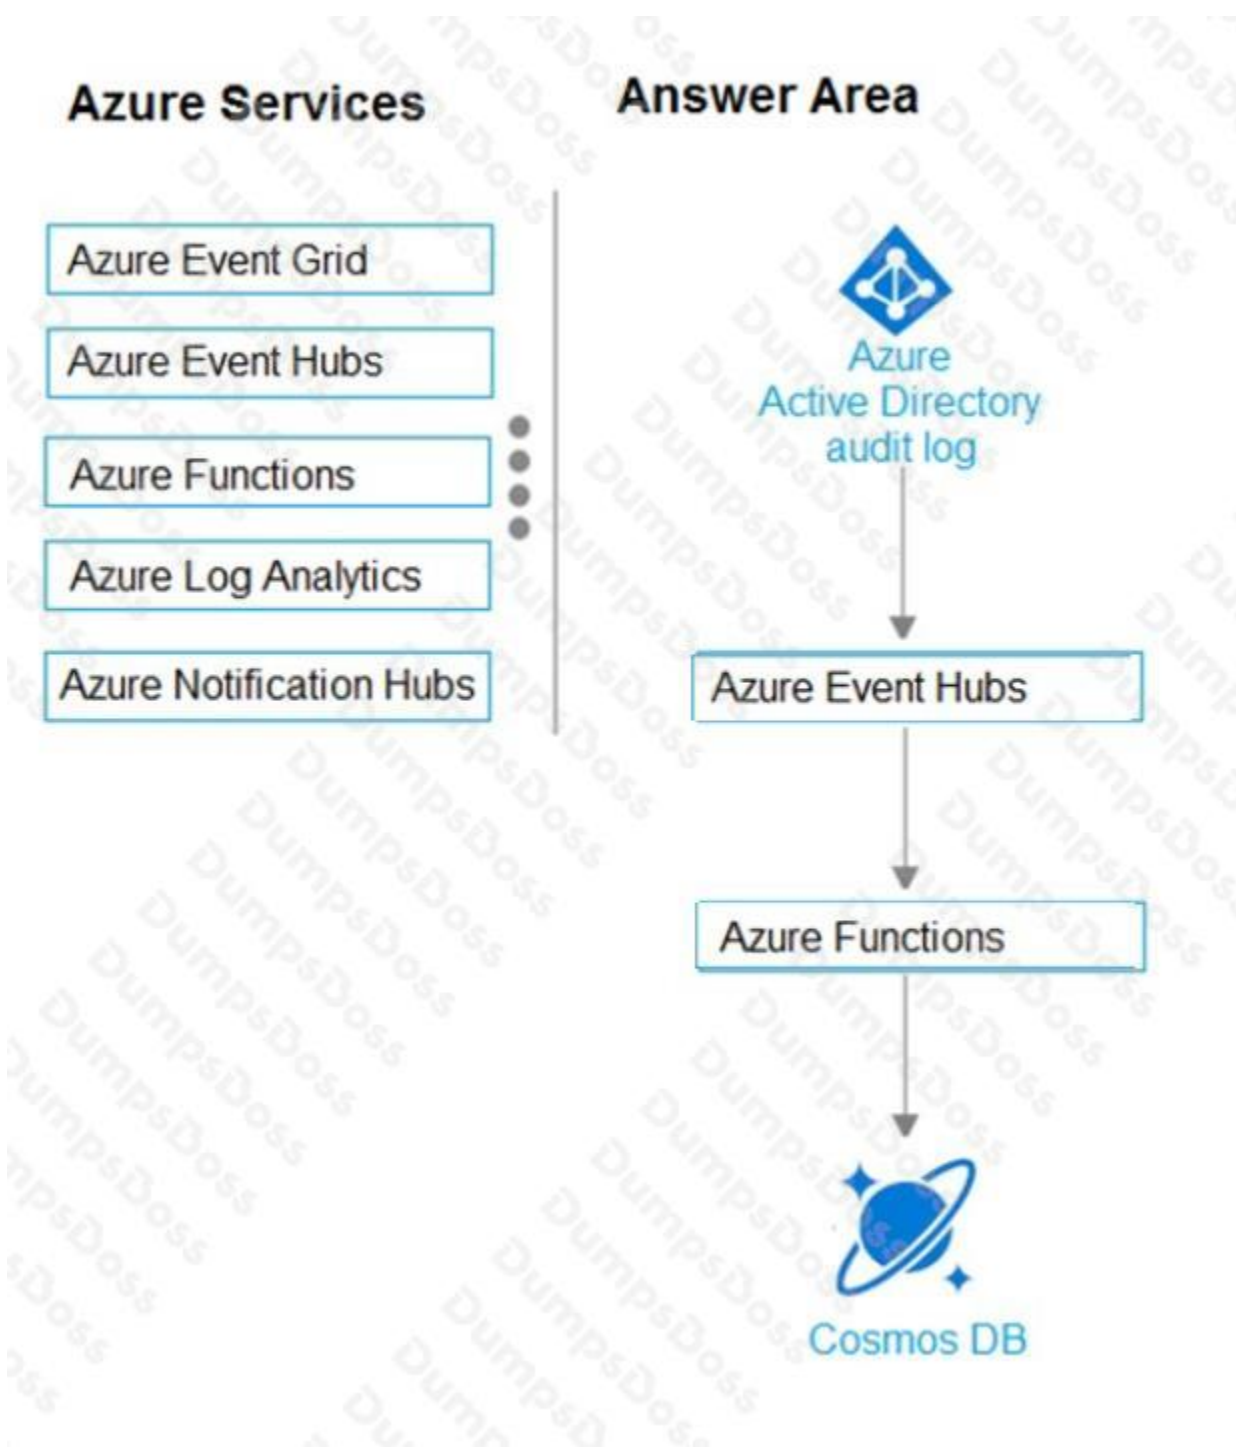 Azure Services
Azure Event Grid
Azure Event Hubs
Azure Functions
Azure Log Analytics
Azure Notification Hubs
Answer Area
Azure
Active Directory
audit log
Azure Event Hubs
Azure Functions
Cosmos DB
DumpsDoss